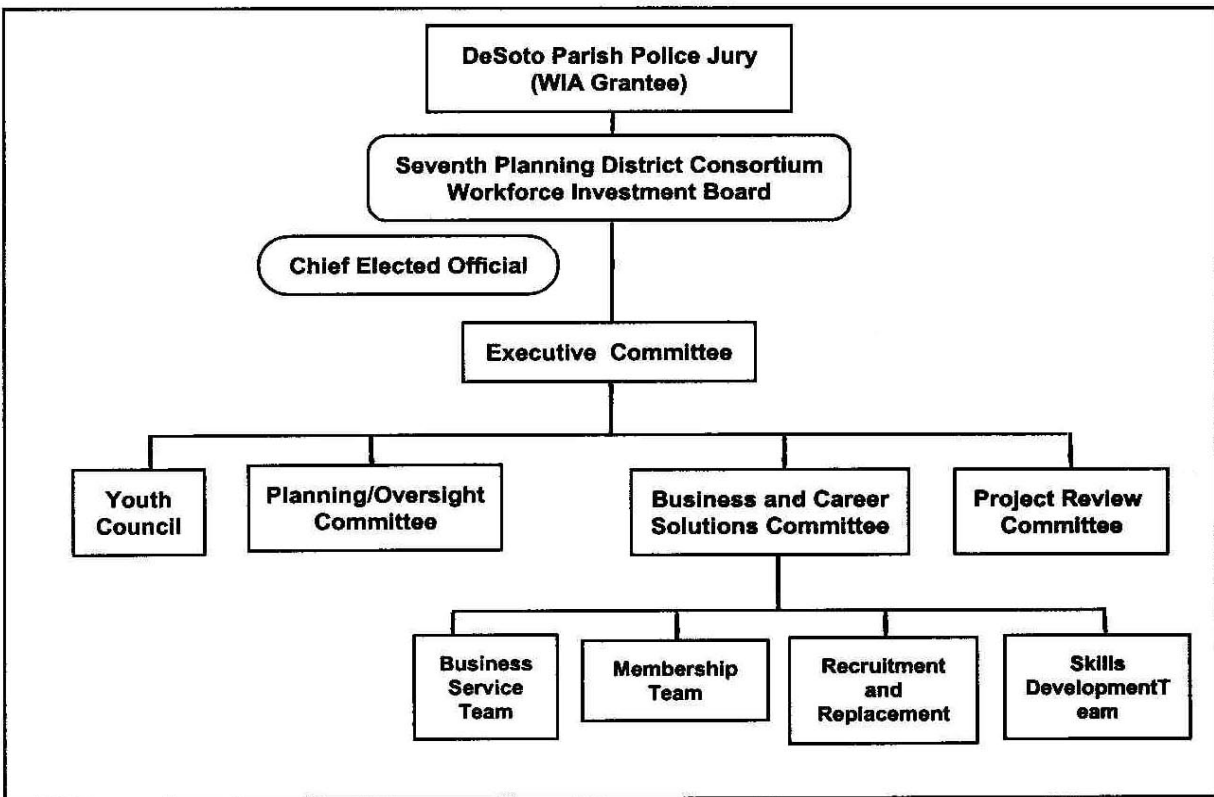 DeSoto Parish Police Jury
(WIA Grantee)
Seventh Planning District Consortium
Workforce Investment Board
Chief Elected Official
Executive Committee
Youth
Council
Planning/Oversight
Committee
Business and Career
Solutions Committee
Project Review
Committee
Business
Service
Team
Membership
Team
Recruitment
and
Replacement
Skills
DevelopmentT
eam